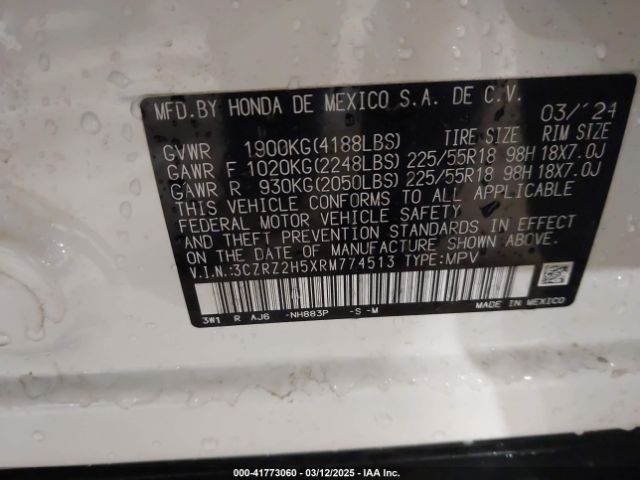 MFD.BY HONDA DE MEXICO S.A. DE C.V. 03/'24
GVWR 1900KG(4188LBS) TIRE SIZE RIM SIZE
GAWR F 1020KG(2248LBS) 225/55R18 98H 18X7.0J
GAWR R 930KG(2050LBS) 225/55R18 98H 18X7.0J
THIS VEHICLE CONFORMS TO ALL APPLICABLE
FEDERAL MOTOR VEHICLE SAFETY AND
THEFT PREVENTION STANDARDS IN EFFECT
ON THE DATE OF MANUFACTURE SHOWN ABOVE.
V.I.N.:3CZRZ2H5XRM774513 TYPE:MPV
3W1 R AJ6 -NH883P -S -M MADE IN MEXICO
000-41773060 - 03/12/2025 - IAA Inc.